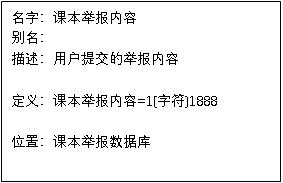 名字：课本举报内容
别名：
描述：用户提交的举报内容
定义：课本举报内容=1{字符}1888
位置：课本举报数据库